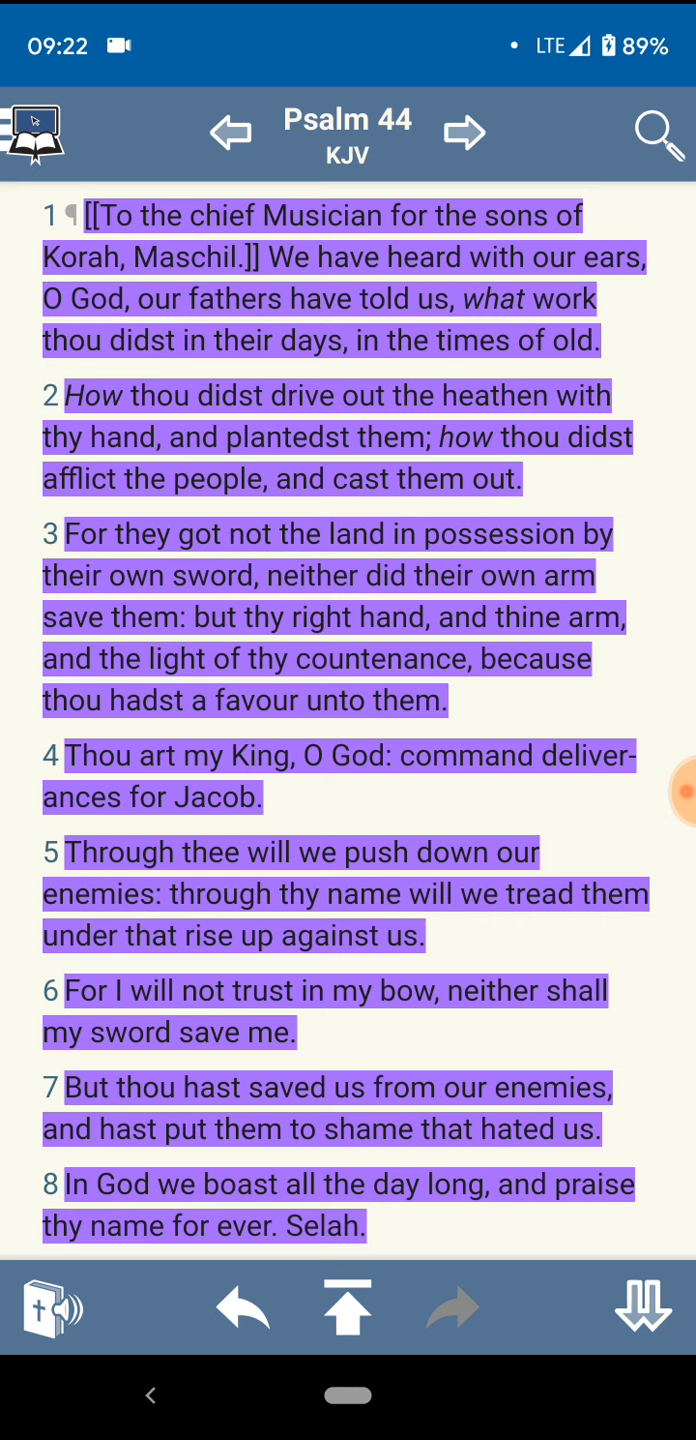 09:22
LTE
89%
Psalm 44
KJV
1 ¶ [[To the chief Musician for the sons of
Korah, Maschil.]] We have heard with our ears,
O God, our fathers have told us, what work
thou didst in their days, in the times of old.
2 How thou didst drive out the heathen with
thy hand, and plantedst them; how thou didst
afflict the people, and cast them out.
3 For they got not the land in possession by
their own sword, neither did their own arm
save them: but thy right hand, and thine arm,
and the light of thy countenance, because
thou hadst a favour unto them.
4 Thou art my King, O God: command deliver-
ances for Jacob.
5 Through thee will we push down our
enemies: through thy name will we tread them
under that rise up against us.
6 For I will not trust in my bow, neither shall
my sword save me.
7 But thou hast saved us from our enemies,
and hast put them to shame that hated us.
8 In God we boast all the day long, and praise
thy name for ever. Selah.